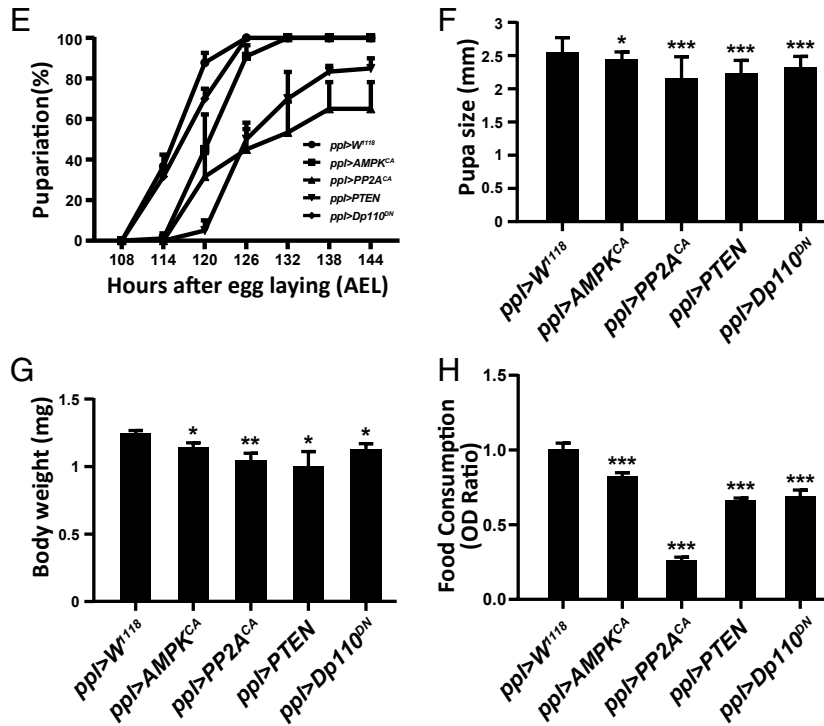 E
Pupariation(%)
100
80
60
40
20
0
108 114 120 126 132 138 144
Hours after egg laying (AEL)
ppl>W¹¹¹⁸
ppl>AMPKᶜᴬ
ppl>PP2Aᶜᴬ
ppl>PTEN
ppl>Dp110ᴰᴺ
F
Pupa size (mm)
3
2.5
2
1.5
1
0.5
0
* *** *** ***
ppl>W¹¹¹⁸
ppl>AMPKᶜᴬ
ppl>PP2Aᶜᴬ
ppl>PTEN
ppl>Dp110ᴰᴺ
G
Body weight (mg)
1.5
1
0.5
0
* ** * *
ppl>W¹¹¹⁸
ppl>AMPKᶜᴬ
ppl>PP2Aᶜᴬ
ppl>PTEN
ppl>Dp110ᴰᴺ
H
Food Consumption
(OD Ratio)
1.5
1.0
0.5
0.0
*** *** *** ***
ppl>W¹¹¹⁸
ppl>AMPKᶜᴬ
ppl>PP2Aᶜᴬ
ppl>PTEN
ppl>Dp110ᴰᴺ